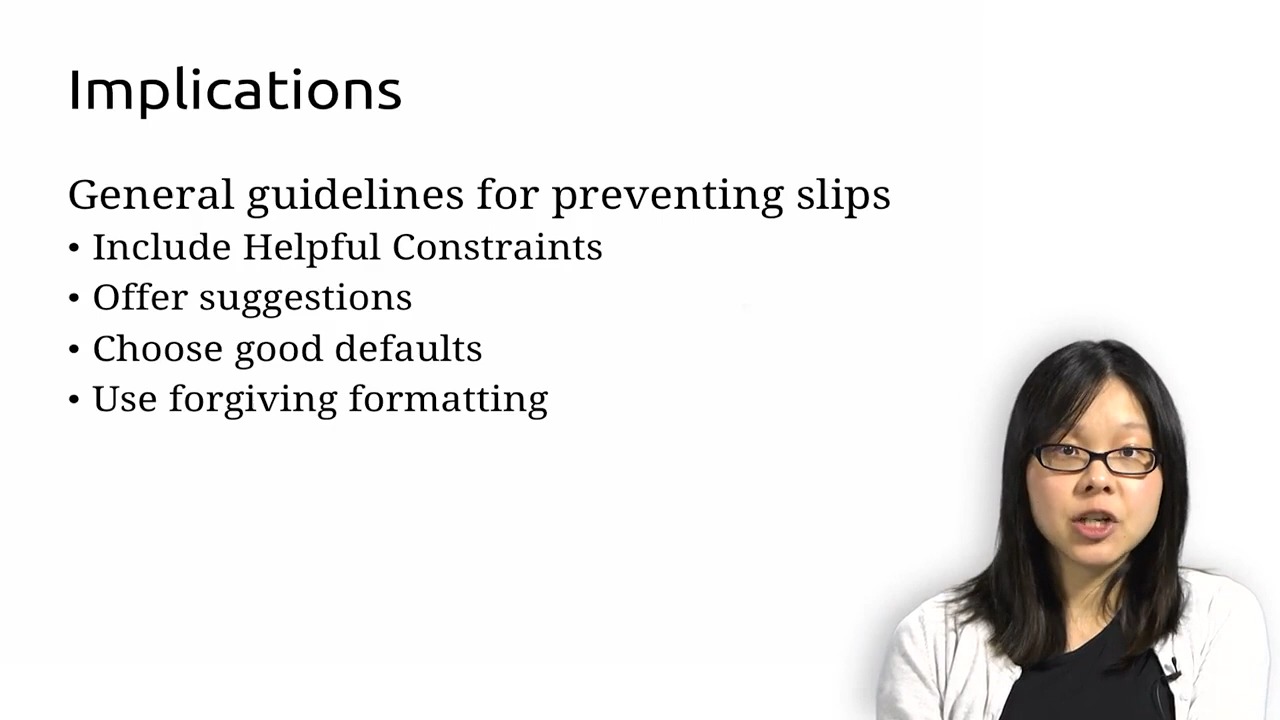 Implications
General guidelines for preventing slips
• Include Helpful Constraints
• Offer suggestions
• Choose good defaults
• Use forgiving formatting